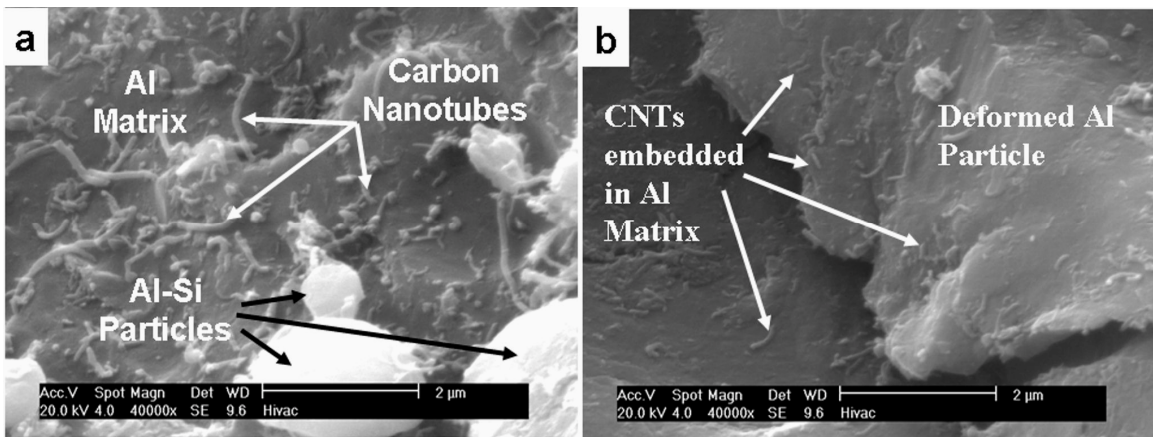 a
Al
Matrix
Carbon
Nanotubes
Al-Si
Particles
Acc.V Spot Magn Det WD 2 µm
20.0 kV 4.0 40000x SE 9.6 Hivac
b
CNTs
embedded
in Al
Matrix
Deformed Al
Particle
Acc.V Spot Magn Det WD 2 µm
20.0 kV 4.0 40000x SE 9.6 Hivac